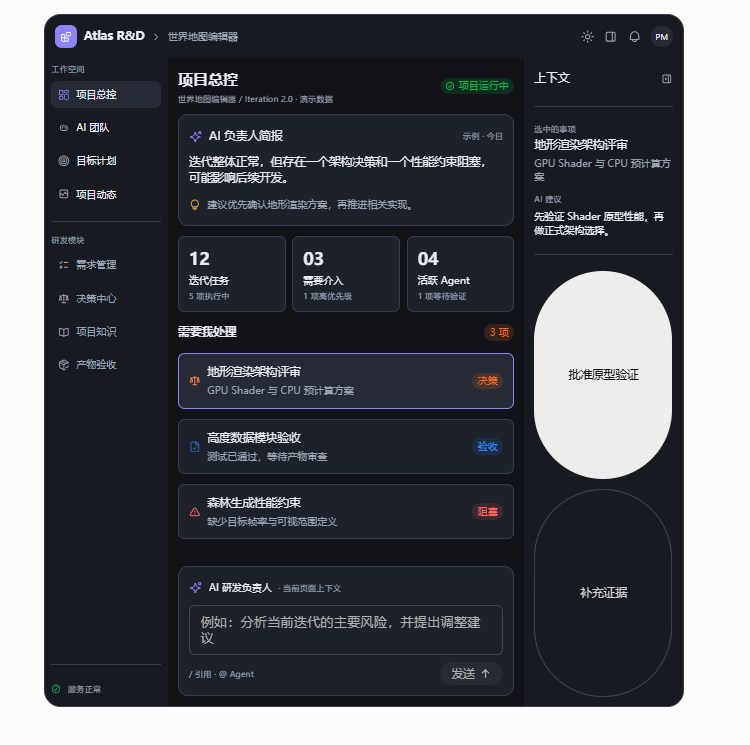 Atlas R&D > 世界地图编辑器
PM
工作空间
项目总控
AI 团队
目标计划
项目动态
研发模块
需求管理
决策中心
项目知识
产物验收
服务正常
项目总控
世界地图编辑器 / Iteration 2.0 · 演示数据
项目运行中
AI 负责人简报
示例 · 今日
迭代整体正常，但存在一个架构决策和一个性能约束阻塞，
可能影响后续开发。
建议优先确认地形渲染方案，再推进相关实现。
12
迭代任务
5 项执行中
03
需要介入
1 项高优先级
04
活跃 Agent
1 项等待验证
需要我处理
3 项
地形渲染架构评审
GPU Shader 与 CPU 预计算方案
决策
高度数据模块验收
测试已通过，等待产物审查
验收
森林生成性能约束
缺少目标帧率与可视范围定义
阻塞
AI 研发负责人 · 当前页面上下文
例如：分析当前迭代的主要风险，并提出调整建
议
/ 引用 · @ Agent
发送 ↑
上下文
选中的事项
地形渲染架构评审
GPU Shader 与 CPU 预计算方
案
AI 建议
先验证 Shader 原型性能，再
做正式架构选择。
批准原型验证
补充证据